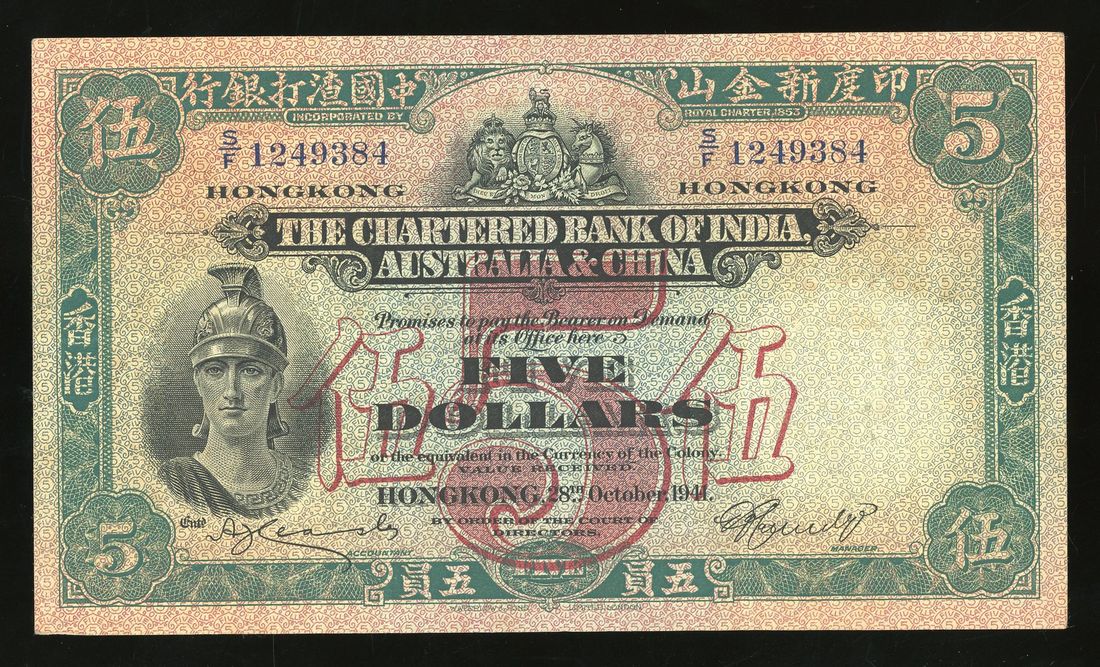 行銀打渣國中 山金新度印
伍 5
INCORPORATED BY ROYAL CHARTER 1853
S/F 1249384 S/F 1249384
HONGKONG HONGKONG
THE CHARTERED BANK OF INDIA,
AUSTRALIA & CHINA
香港 香港
Promises to pay the Bearer on Demand
at its Office here
5
伍 伍
FIVE
DOLLARS
or the equivalent in the Currency of the Colony.
VALUE RECEIVED.
HONGKONG, 28TH October, 1941.
BY ORDER OF THE COURT OF
DIRECTORS.
Entd
ACCOUNTANT MANAGER
5 伍
員五 員五